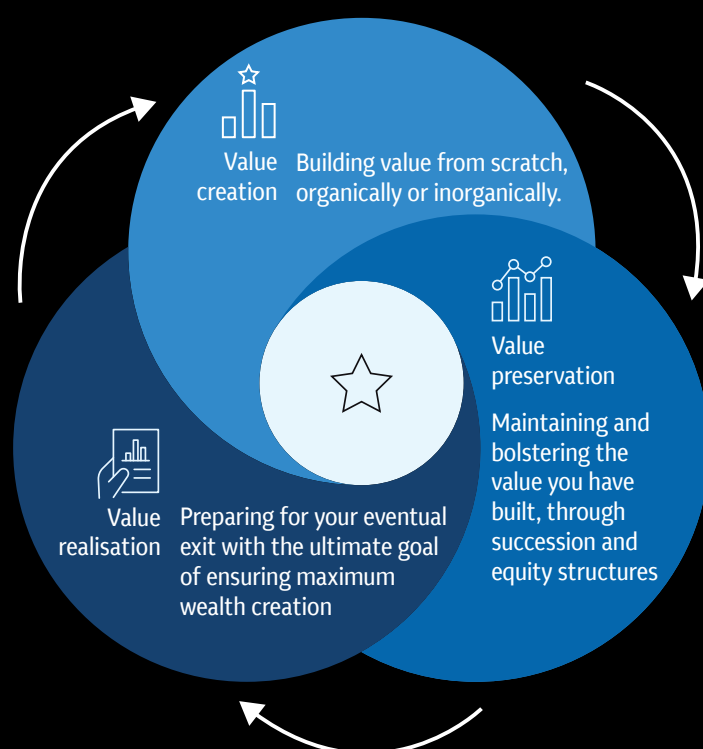 Value
creation
Building value from scratch,
organically or inorganically.
Value
preservation
Maintaining and
bolstering the
value you have
built, through
succession and
equity structures
Value
realisation
Preparing for your eventual
exit with the ultimate goal
of ensuring maximum
wealth creation